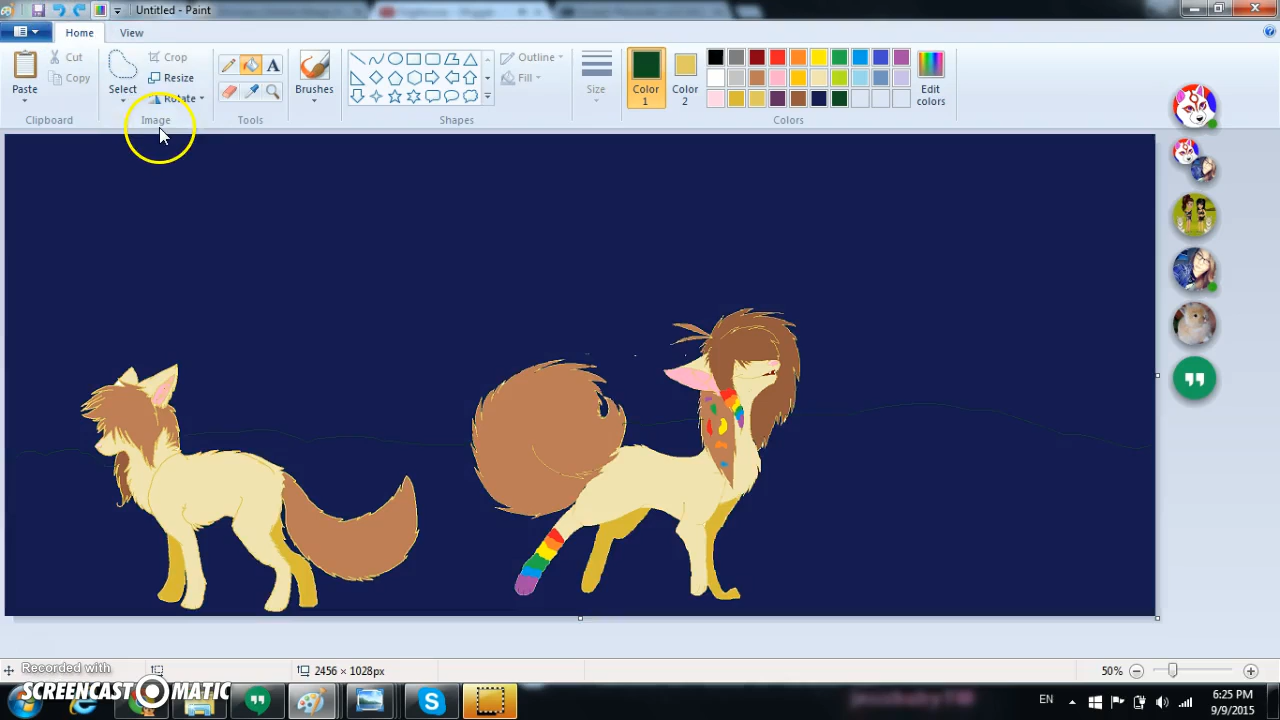 Untitled - Paint
Home
View
Paste
Cut
Copy
Clipboard
Select
Crop
Resize
Rotate
Image
Tools
Brushes
Outline
Fill
Shapes
Size
Color
1
Color
2
Edit
colors
Colors
Recorded with
SCREENCAST MATIC
2456 × 1028px
50%
EN
6:25 PM
9/9/2015